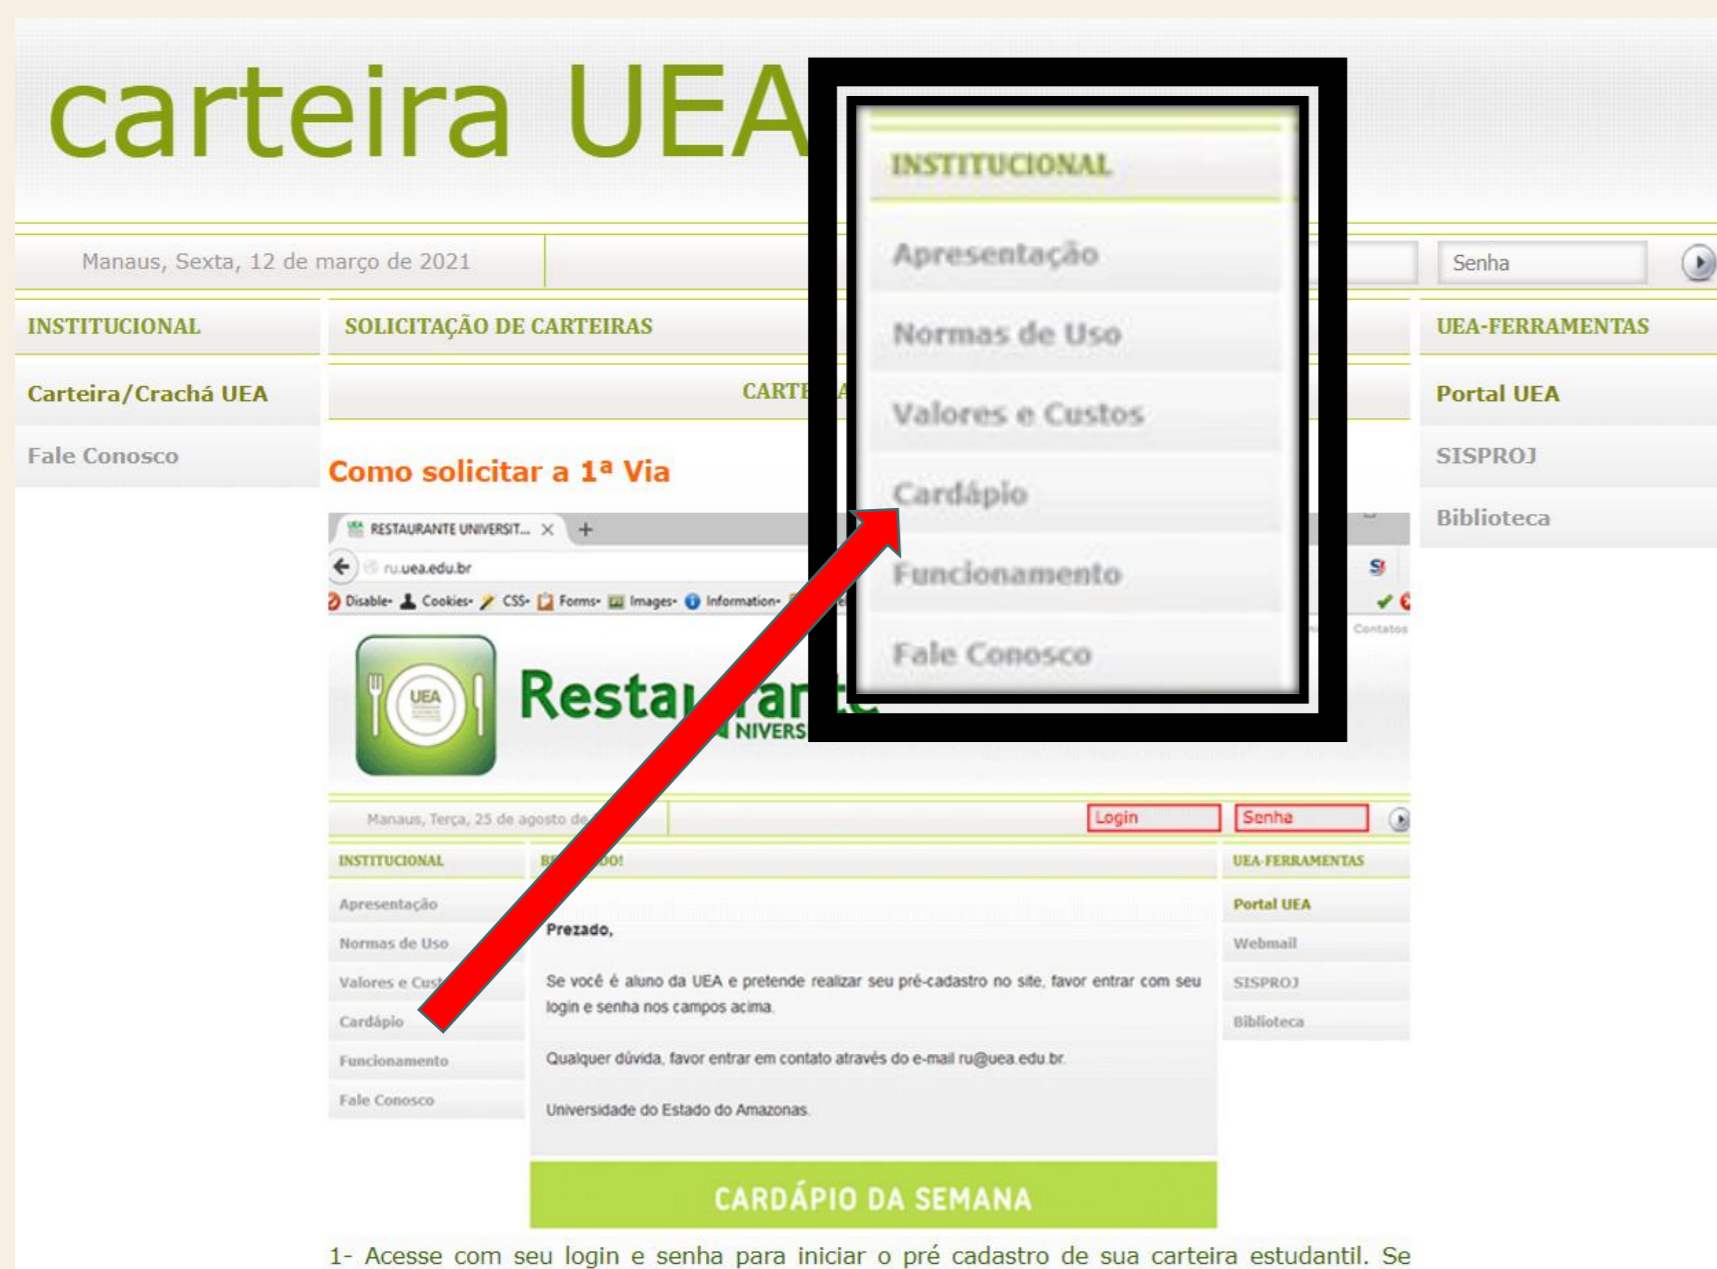 carteira UEA
INSTITUCIONAL
Apresentação
Normas de Uso
Valores e Custos
Cardápio
Funcionamento
Fale Conosco
Manaus, Sexta, 12 de março de 2021
Senha
INSTITUCIONAL
Carteira/Crachá UEA
Fale Conosco
SOLICITAÇÃO DE CARTEIRAS
Como solicitar a 1ª Via
UEA-FERRAMENTAS
Portal UEA
SISPROJ
Biblioteca
RESTAURANTE UNIVERSIT...
ru.uea.edu.br
Disable Cookies CSS Forms Images Information
Contatos
UEA
Manaus, Terça, 25 de agosto de
Login
Senha
INSTITUCIONAL
Apresentação
Normas de Uso
Valores e
Cardápio
Funcionamento
Fale Conosco
Prezado,
Se você é aluno da UEA e pretende realizar seu pré-cadastro no site, favor entrar com seu
login e senha nos campos acima.
Qualquer dúvida, favor entrar em contato através do e-mail ru@uea.edu.br.
Universidade do Estado do Amazonas.
UEA-FERRAMENTAS
Portal UEA
Webmail
SISPROJ
Biblioteca
CARDÁPIO DA SEMANA
1- Acesse com seu login e senha para iniciar o pré cadastro de sua carteira estudantil. Se